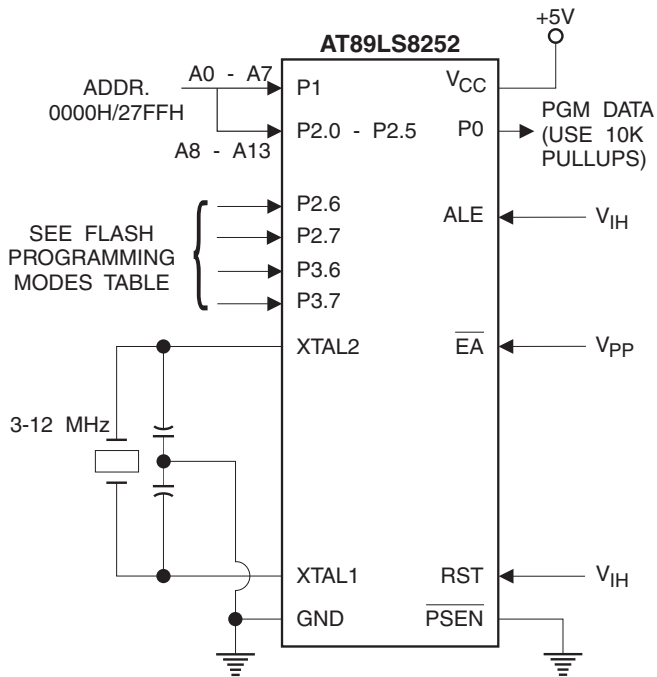 +5V
AT89LS8252
ADDR.
0000H/27FFH
A0 - A7
P1
VCC
A8 - A13
P2.0 - P2.5
P0
PGM DATA
(USE 10K
PULLUPS)
SEE FLASH
PROGRAMMING
MODES TABLE
P2.6
P2.7
P3.6
P3.7
ALE
VIH
XTAL2
EA
VPP
3-12 MHz
XTAL1
RST
VIH
GND
PSEN